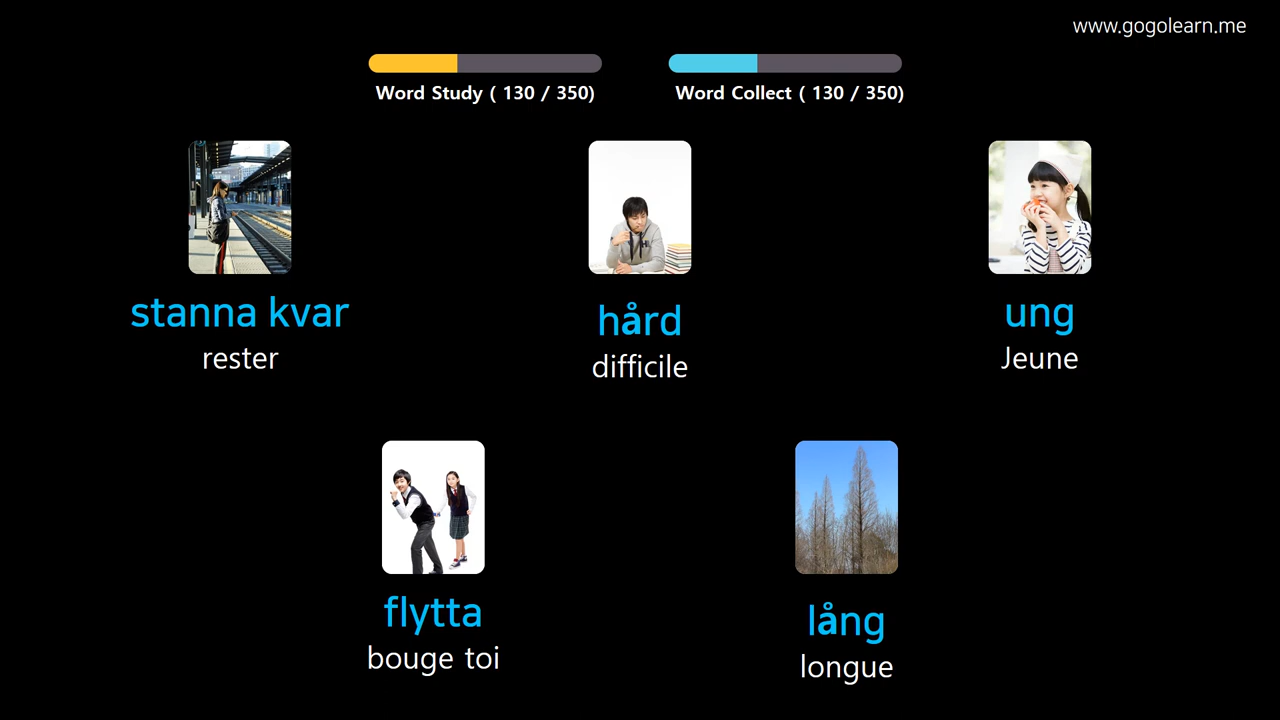 www.gogolearn.me
Word Study ( 130 / 350)
Word Collect ( 130 / 350)
stanna kvar
rester
hård
difficile
ung
Jeune
flytta
bouge toi
lång
longue